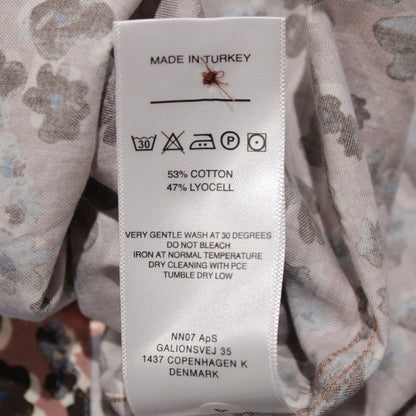 MADE IN TURKEY
30 P
53% COTTON
47% LYOCELL
VERY GENTLE WASH AT 30 DEGREES
DO NOT BLEACH
IRON AT NORMAL TEMPERATURE
DRY CLEANING WITH PCE
TUMBLE DRY LOW
NN07 ApS
GALIONSVEJ 35
1437 COPENHAGEN K
DENMARK